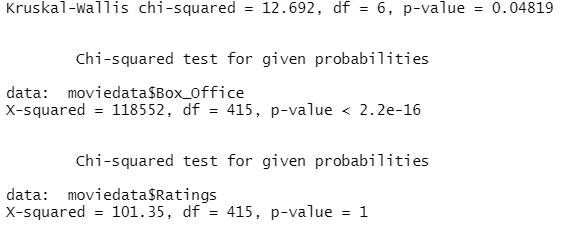 Kruskal-Wallis chi-squared = 12.692, df = 6, p-value = 0.04819
Chi-squared test for given probabilities
data:  moviedata$Box_Office
X-squared = 118552, df = 415, p-value < 2.2e-16
Chi-squared test for given probabilities
data:  moviedata$Ratings
X-squared = 101.35, df = 415, p-value = 1